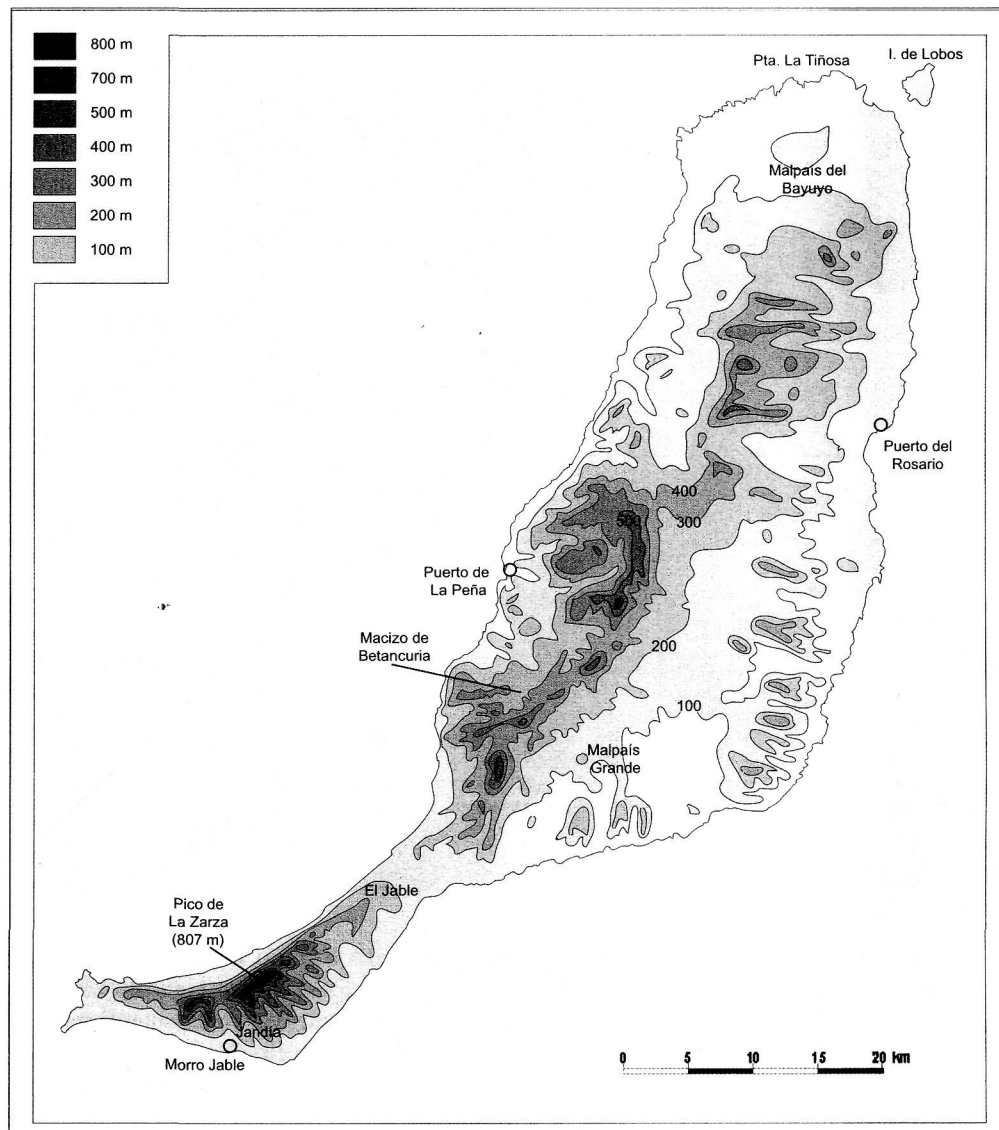 800 m
700 m
500 m
400 m
300 m
200 m
100 m
Pta. La Tiñosa
I. de Lobos
Malpaís del
Bayuyo
Puerto del
Rosario
400
500
300
Puerto de
La Peña
Macizo de
Betancuria
200
100
Malpaís
Grande
El Jable
Pico de
La Zarza
(807 m)
Jandía
Morro Jable
0 5 10 15 20 km